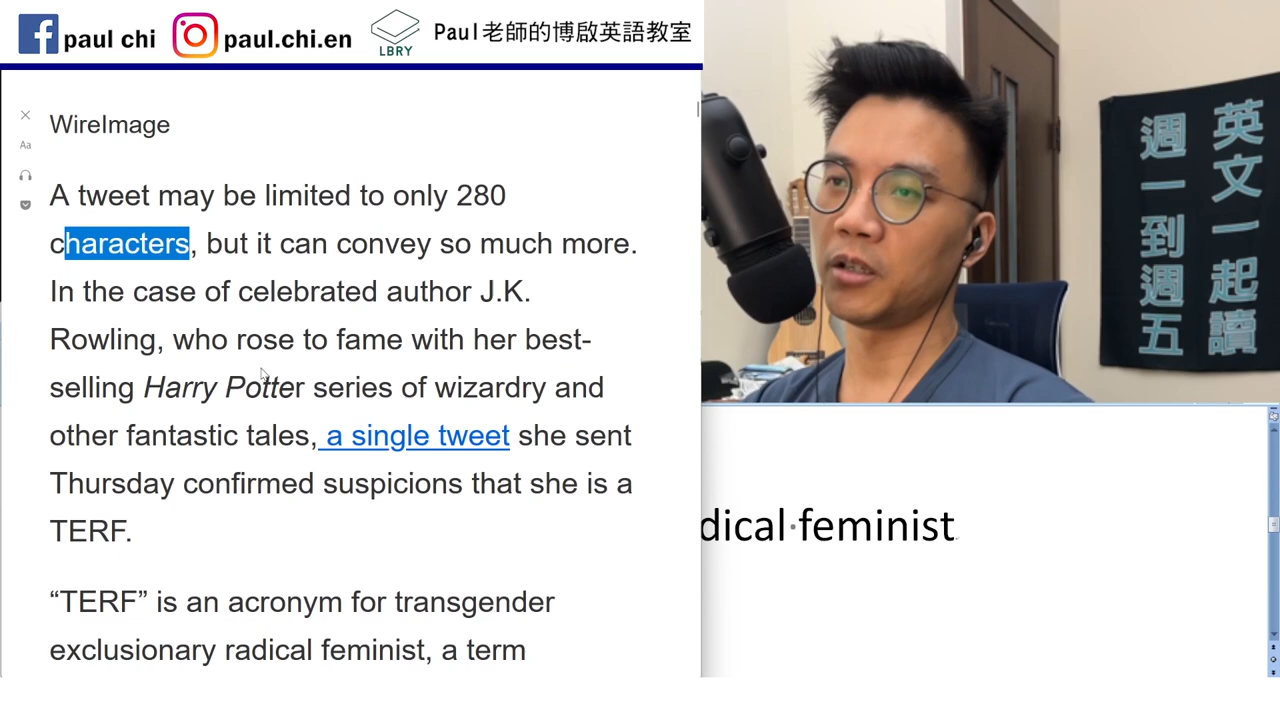 paul chi
paul.chi.en
LBRY
Paul老師的博啟英語教室
Aa
WireImage
A tweet may be limited to only 280
characters, but it can convey so much more.
In the case of celebrated author J.K.
Rowling, who rose to fame with her best-
selling Harry Potter series of wizardry and
other fantastic tales, a single tweet she sent
Thursday confirmed suspicions that she is a
TERF.
“TERF” is an acronym for transgender
exclusionary radical feminist, a term
英文一起讀
週一到週五
dical·feminist